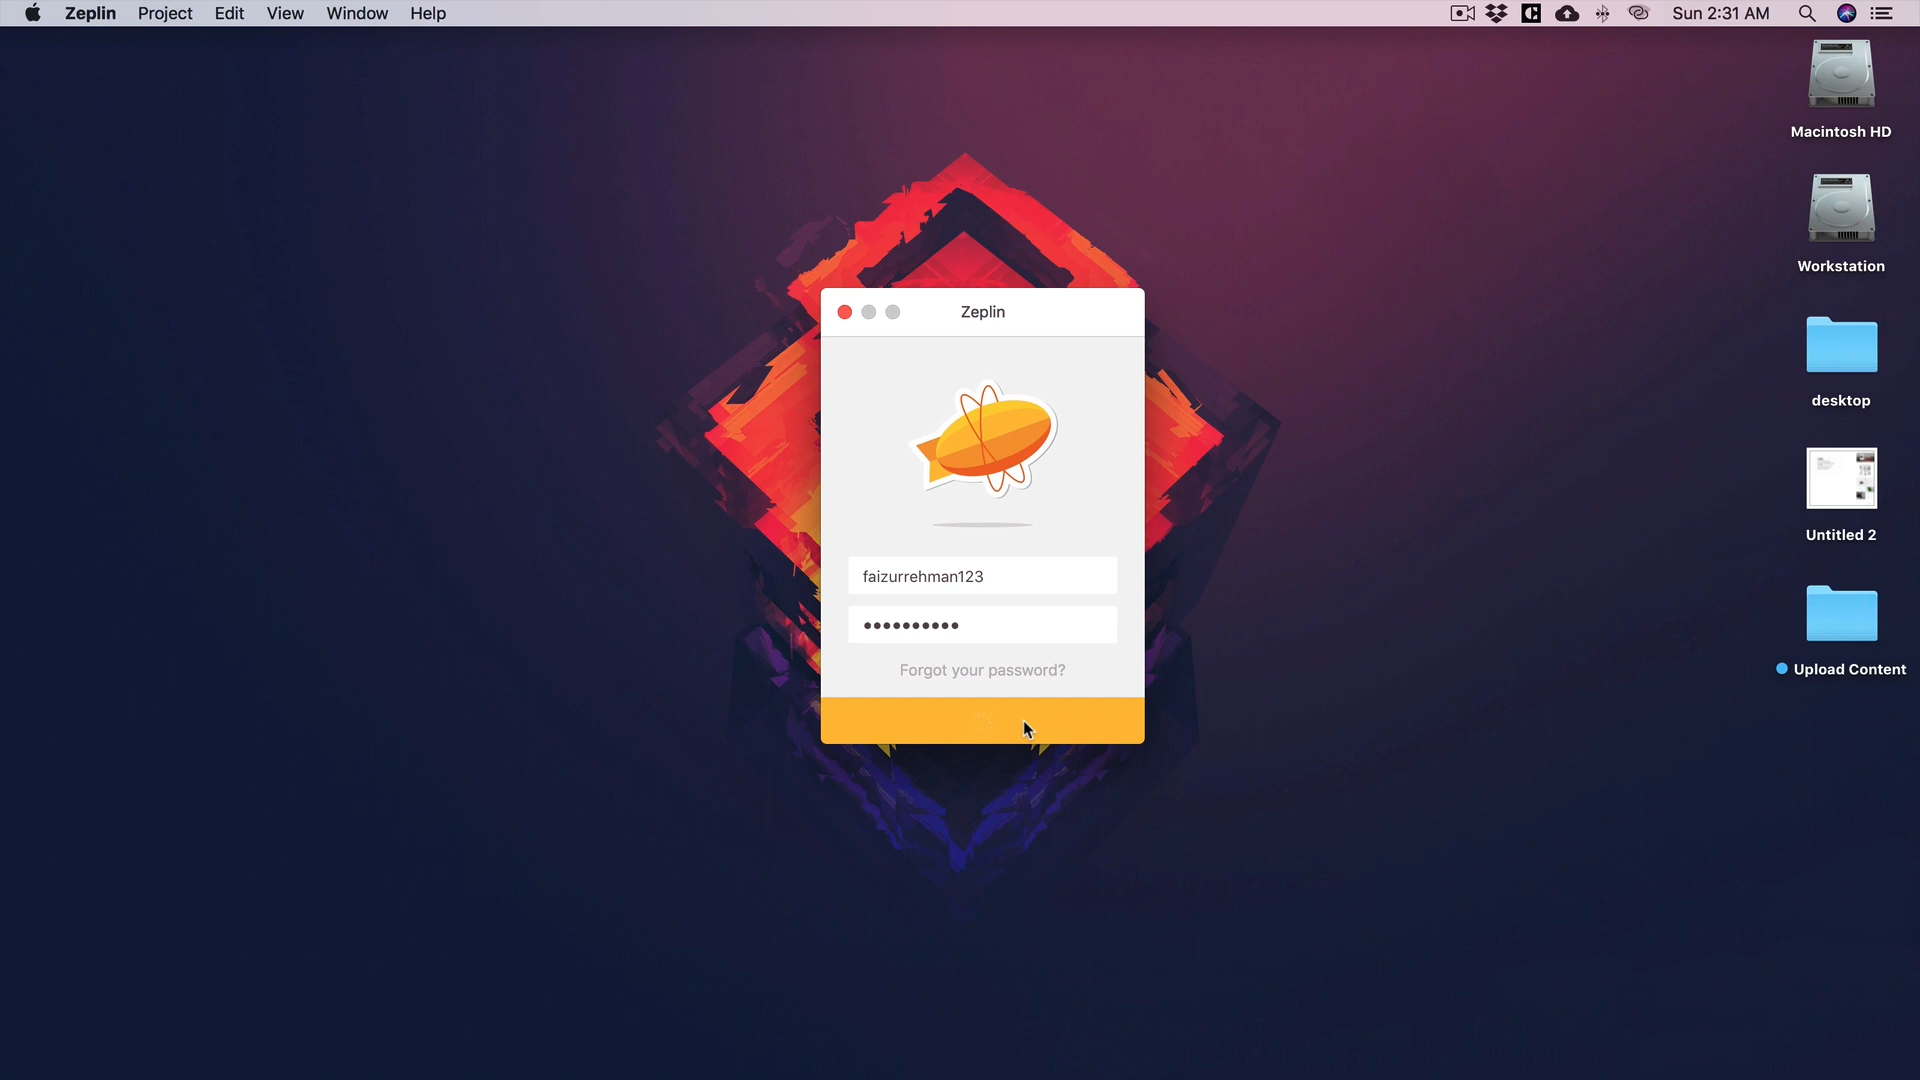 Zeplin Project Edit View Window Help Sun 2:31 AM
Macintosh HD
Workstation
desktop
Untitled 2
Upload Content
Zeplin
faizurrehman123
Forgot your password?